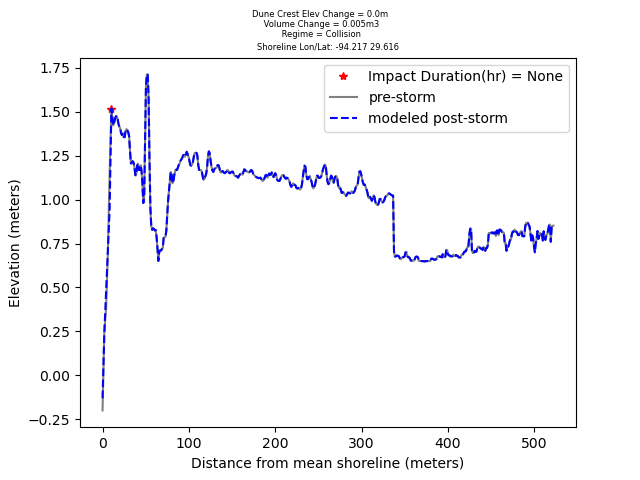 Dune Crest Elev Change = 0.0m
Volume Change = 0.005m3
Regime = Collision
Shoreline Lon/Lat: -94.217 29.616
Impact Duration(hr) = None
pre-storm
modeled post-storm
Elevation (meters)
1.75
1.50
1.25
1.00
0.75
0.50
0.25
0.00
−0.25
0 100 200 300 400 500
Distance from mean shoreline (meters)